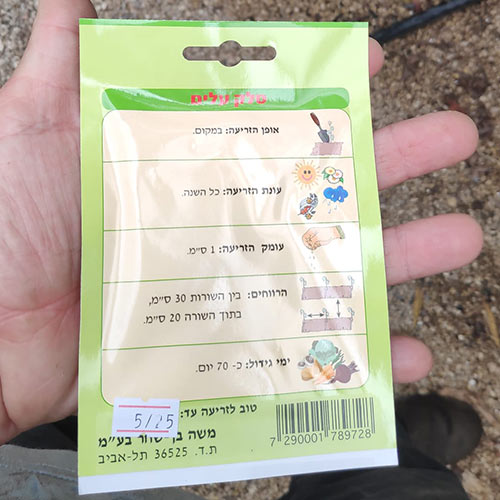 סלק עלים
אופן הזריעה: במקום.
עונת הזריעה: כל השנה.
עומק הזריעה: 1 ס"מ.
הרווחים: בין השורות 30 ס"מ,
בתוך השורה 20 ס"מ.
ימי גידול: כ- 70 יום.
טוב לזריעה עד:
5/25
משה בן שחר בע"מ
ת.ד. 36525 תל-אביב
7 290001 789728